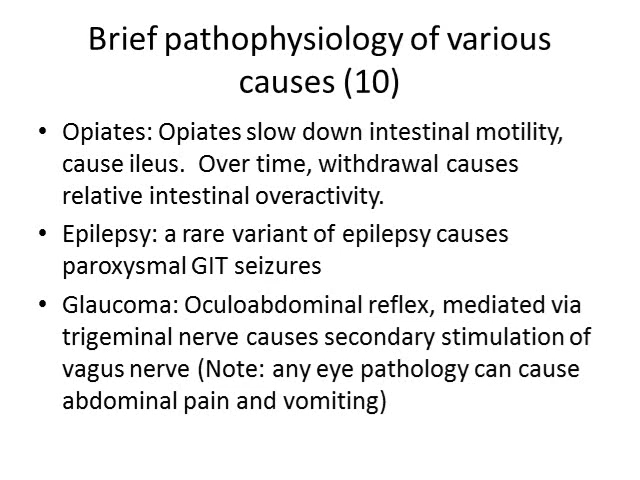 Brief pathophysiology of various
causes (10)
• Opiates: Opiates slow down intestinal motility,
cause ileus.  Over time, withdrawal causes
relative intestinal overactivity.
• Epilepsy: a rare variant of epilepsy causes
paroxysmal GIT seizures
• Glaucoma: Oculoabdominal reflex, mediated via
trigeminal nerve causes secondary stimulation of
vagus nerve (Note: any eye pathology can cause
abdominal pain and vomiting)